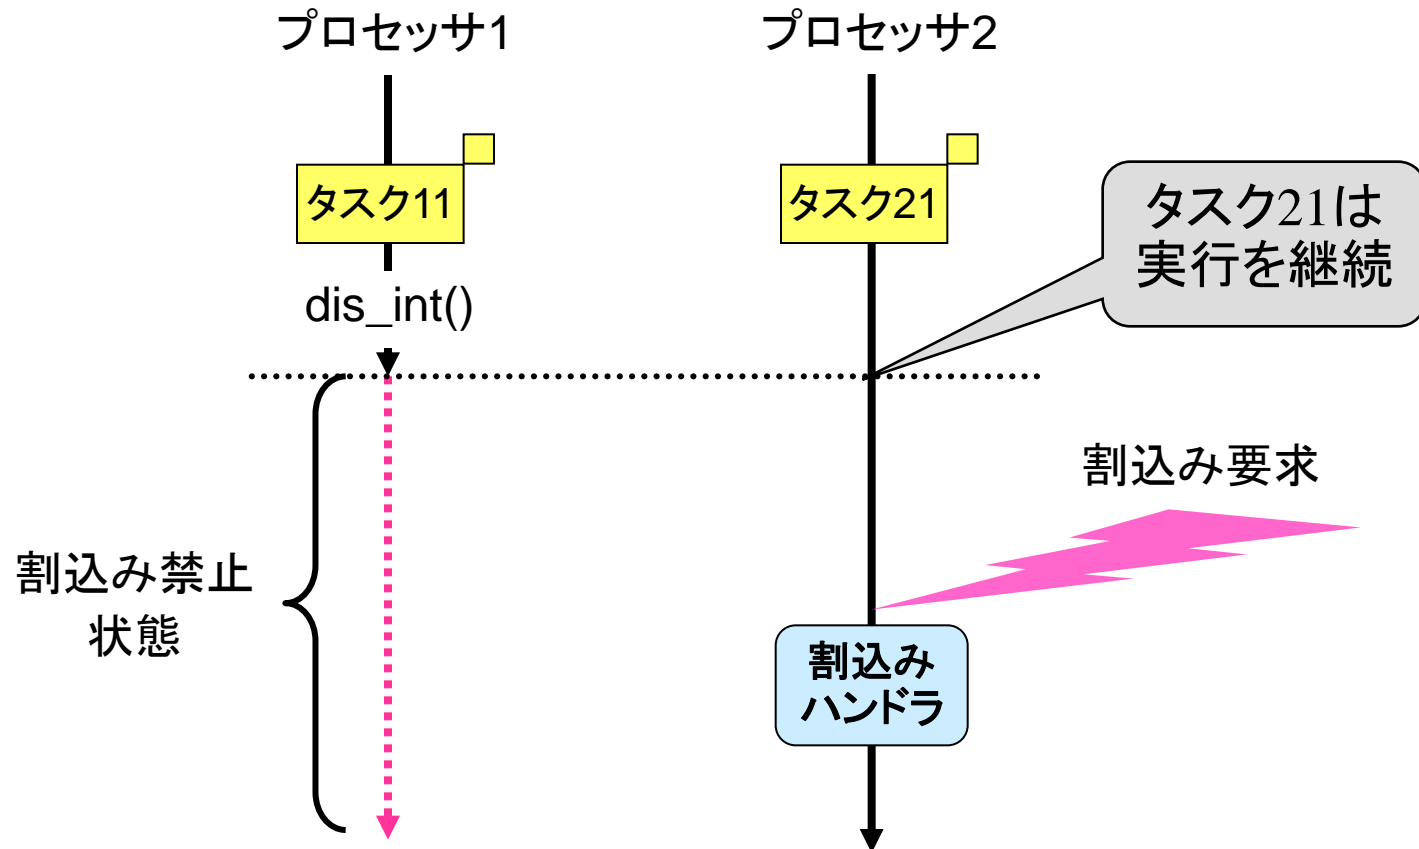 プロセッサ1
プロセッサ2
タスク11
タスク21
タスク21は
実行を継続
dis_int()
割込み要求
割込み禁止
状態
割込み
ハンドラ